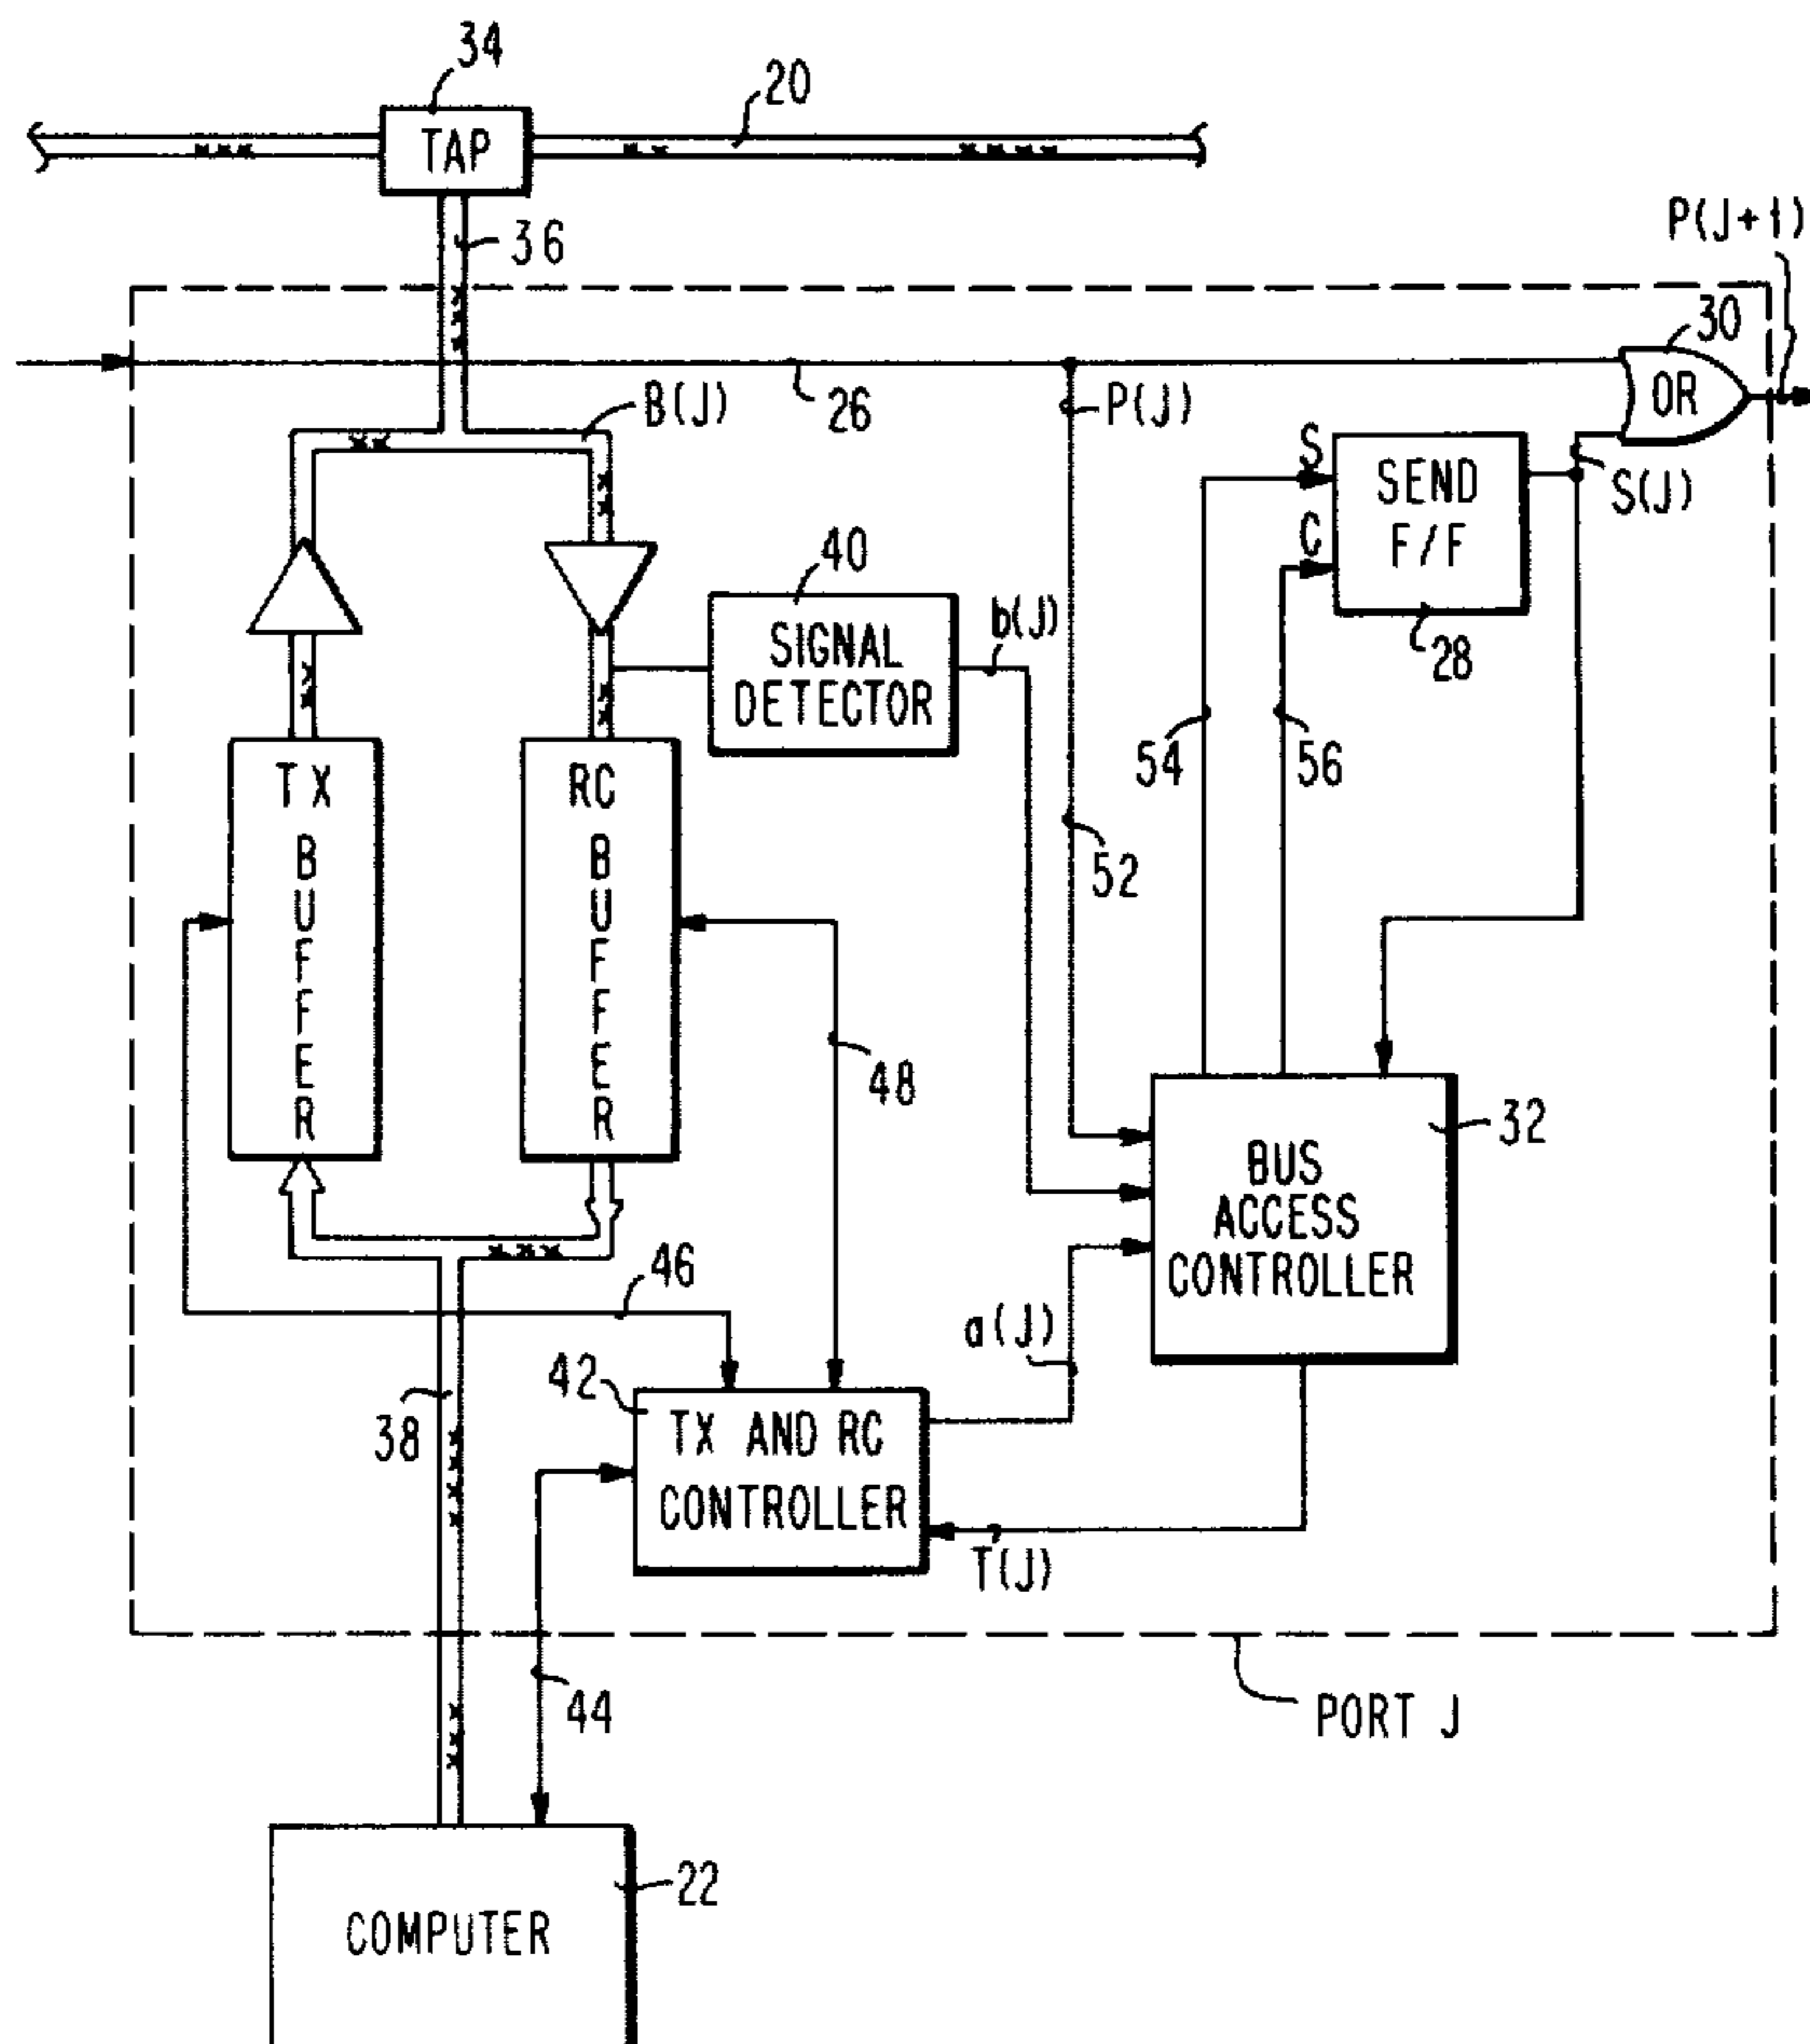 34
20
TAP
36
P(J+1)
30
OR
26
B(J)
P(J)
S
SEND
F/F
C
S(J)
28
40
SIGNAL
DETECTOR
b(J)
54
56
TX
BUFFER
RC
BUFFER
52
48
32
BUS
ACCESS
CONTROLLER
46
a(J)
42
TX AND RC
CONTROLLER
38
T(J)
44
PORT J
22
COMPUTER